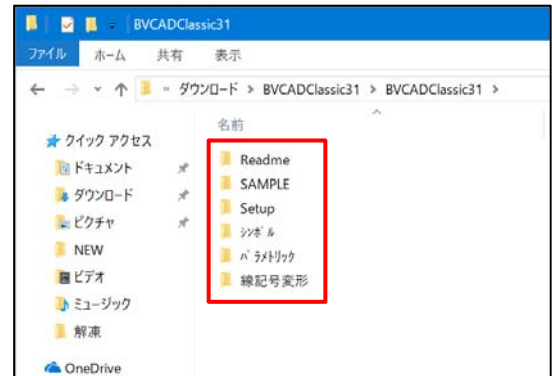 BVCADClassic31
ファイル ホーム 共有 表示
« ダウンロード > BVCADClassic31 > BVCADClassic31 >
名前
クイック アクセス
ドキュメント
ダウンロード
ピクチャ
NEW
ビデオ
ミュージック
解凍
OneDrive
Readme
SAMPLE
Setup
ｼﾝﾎﾞﾙ
ﾊﾟﾗﾒﾄﾘｯｸ
線記号変形